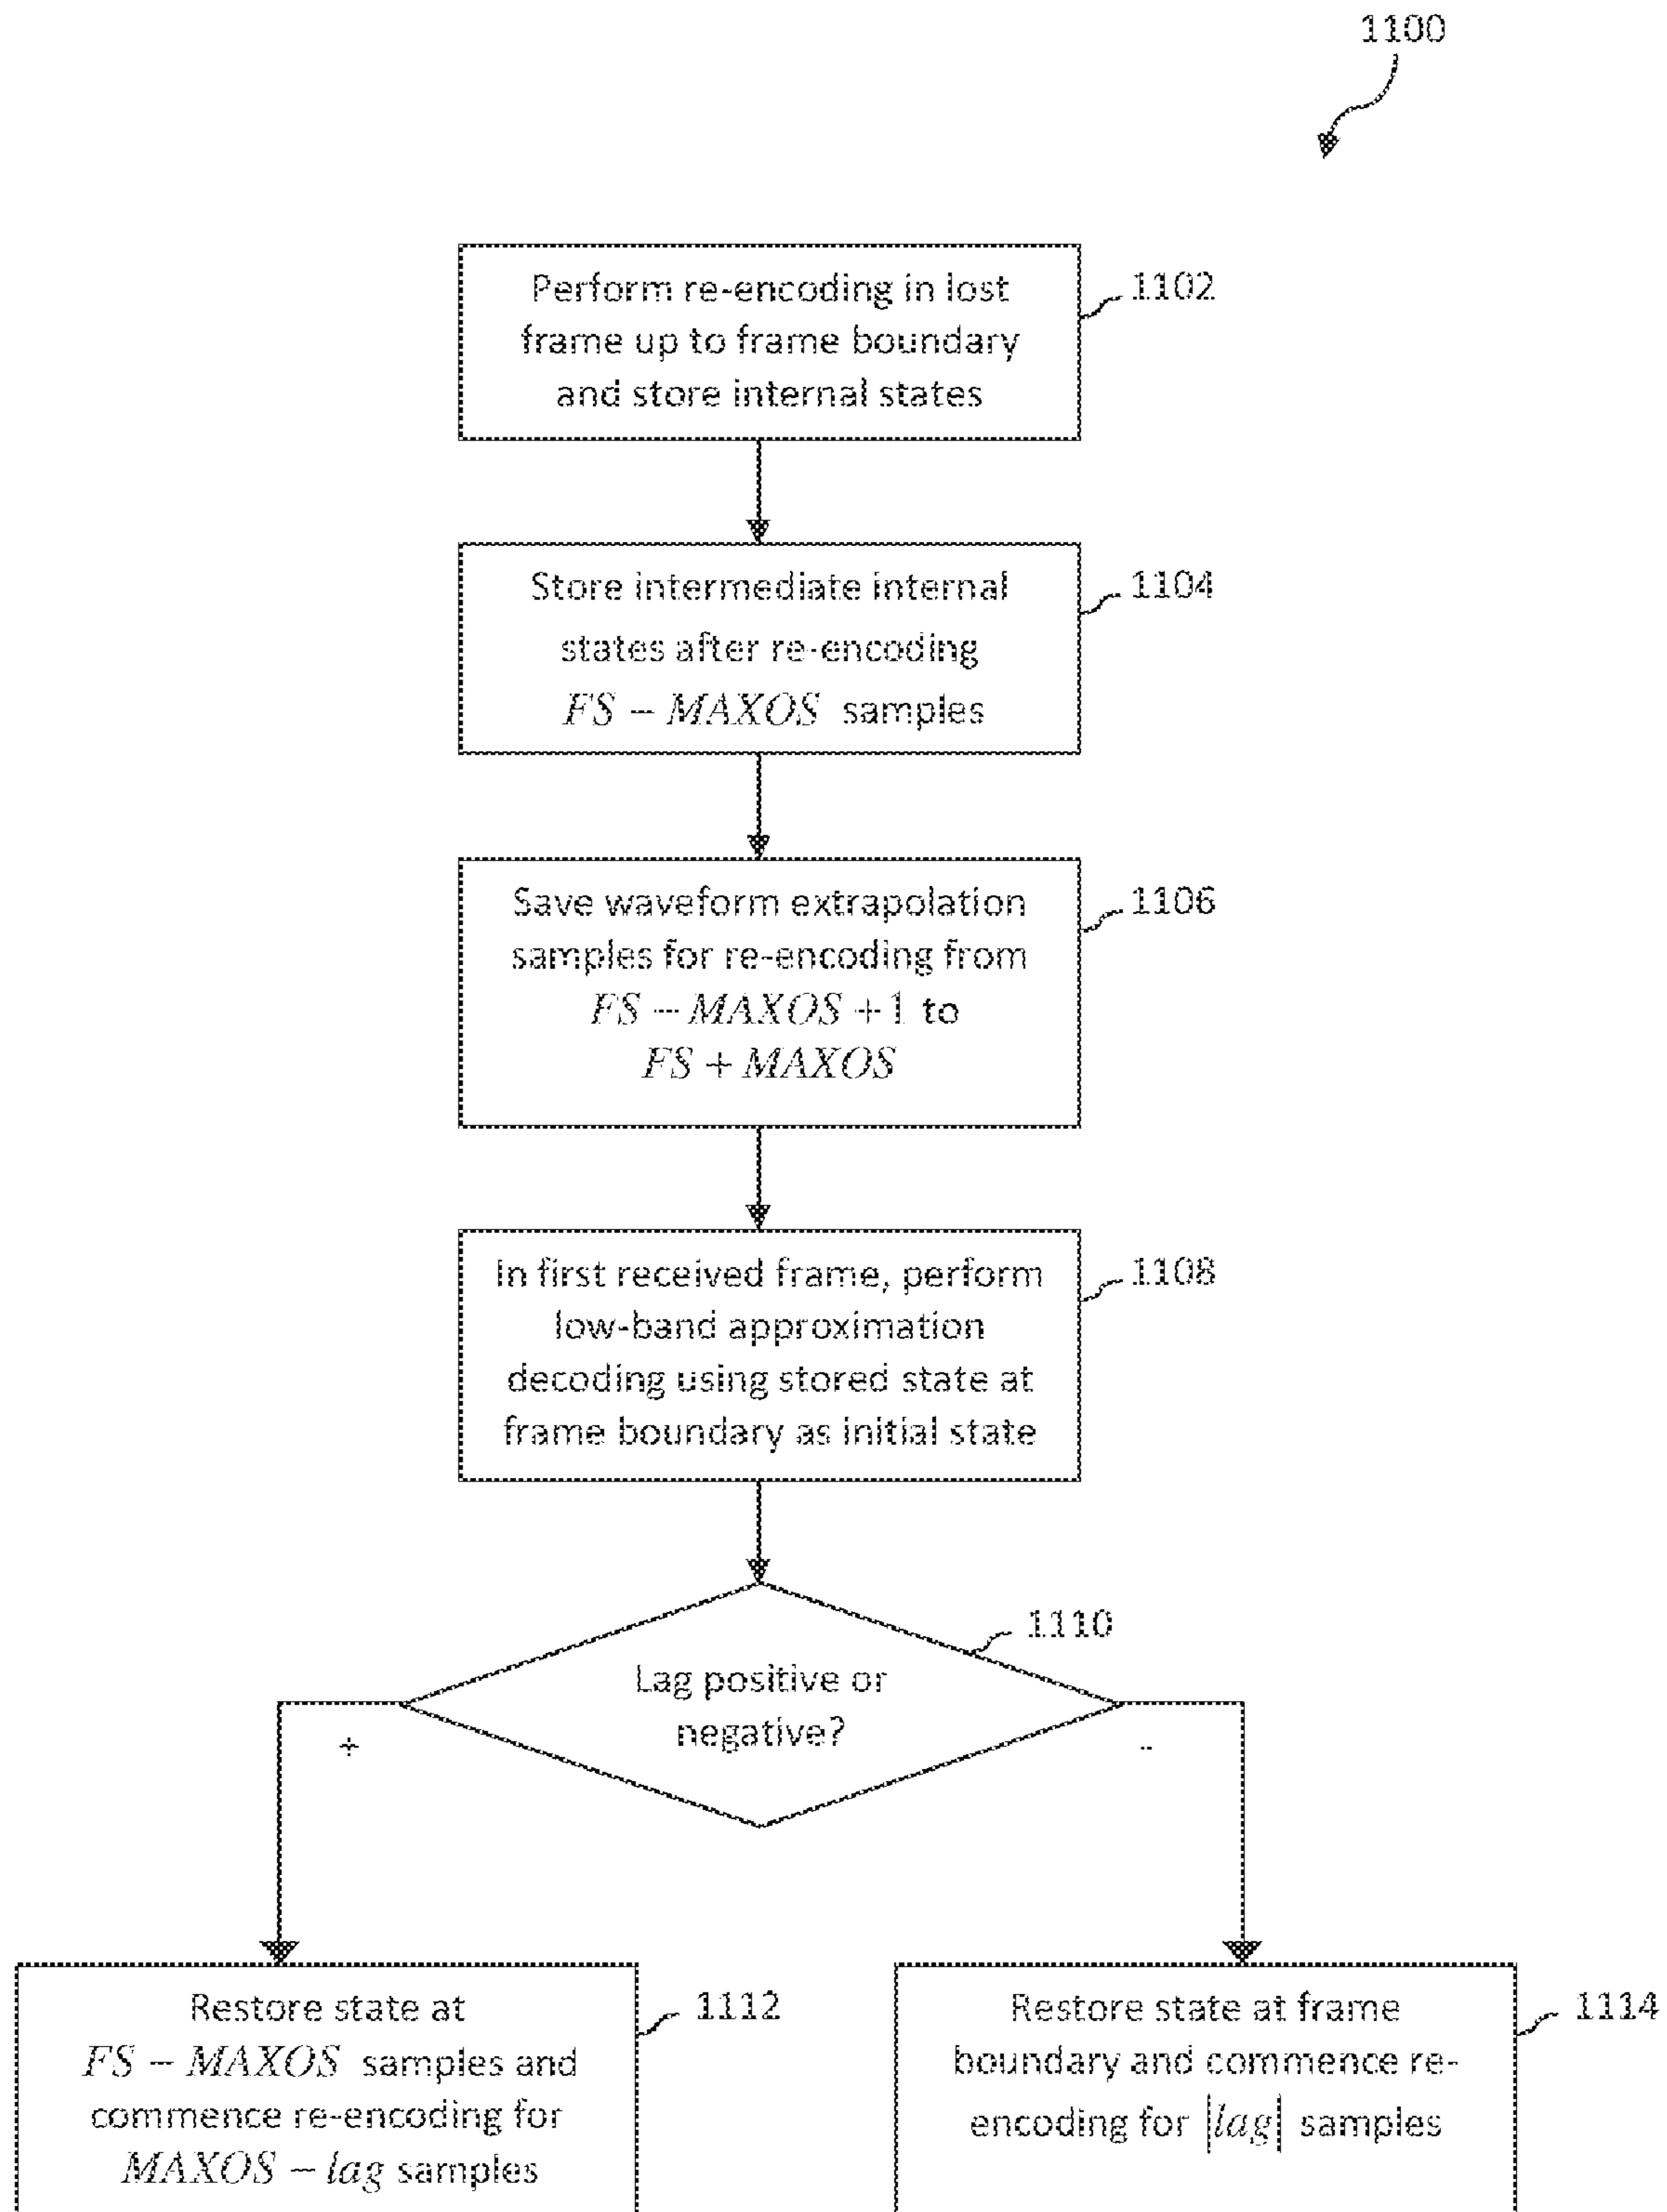 1100
Perform re-encoding in lost
frame up to frame boundary
and store internal states
1102
Store intermediate internal
states after re-encoding
FS − MAXOS samples
1104
Save waveform extrapolation
samples for re-encoding from
FS − MAXOS + 1 to
FS + MAXOS
1106
In first received frame, perform
low-band approximation
decoding using stored state at
frame boundary as initial state
1108
Lag positive or
negative?
1110
+
-
Restore state at
FS − MAXOS samples and
commence re-encoding for
MAXOS − lag samples
1112
Restore state at frame
boundary and commence re-
encoding for |lag| samples
1114